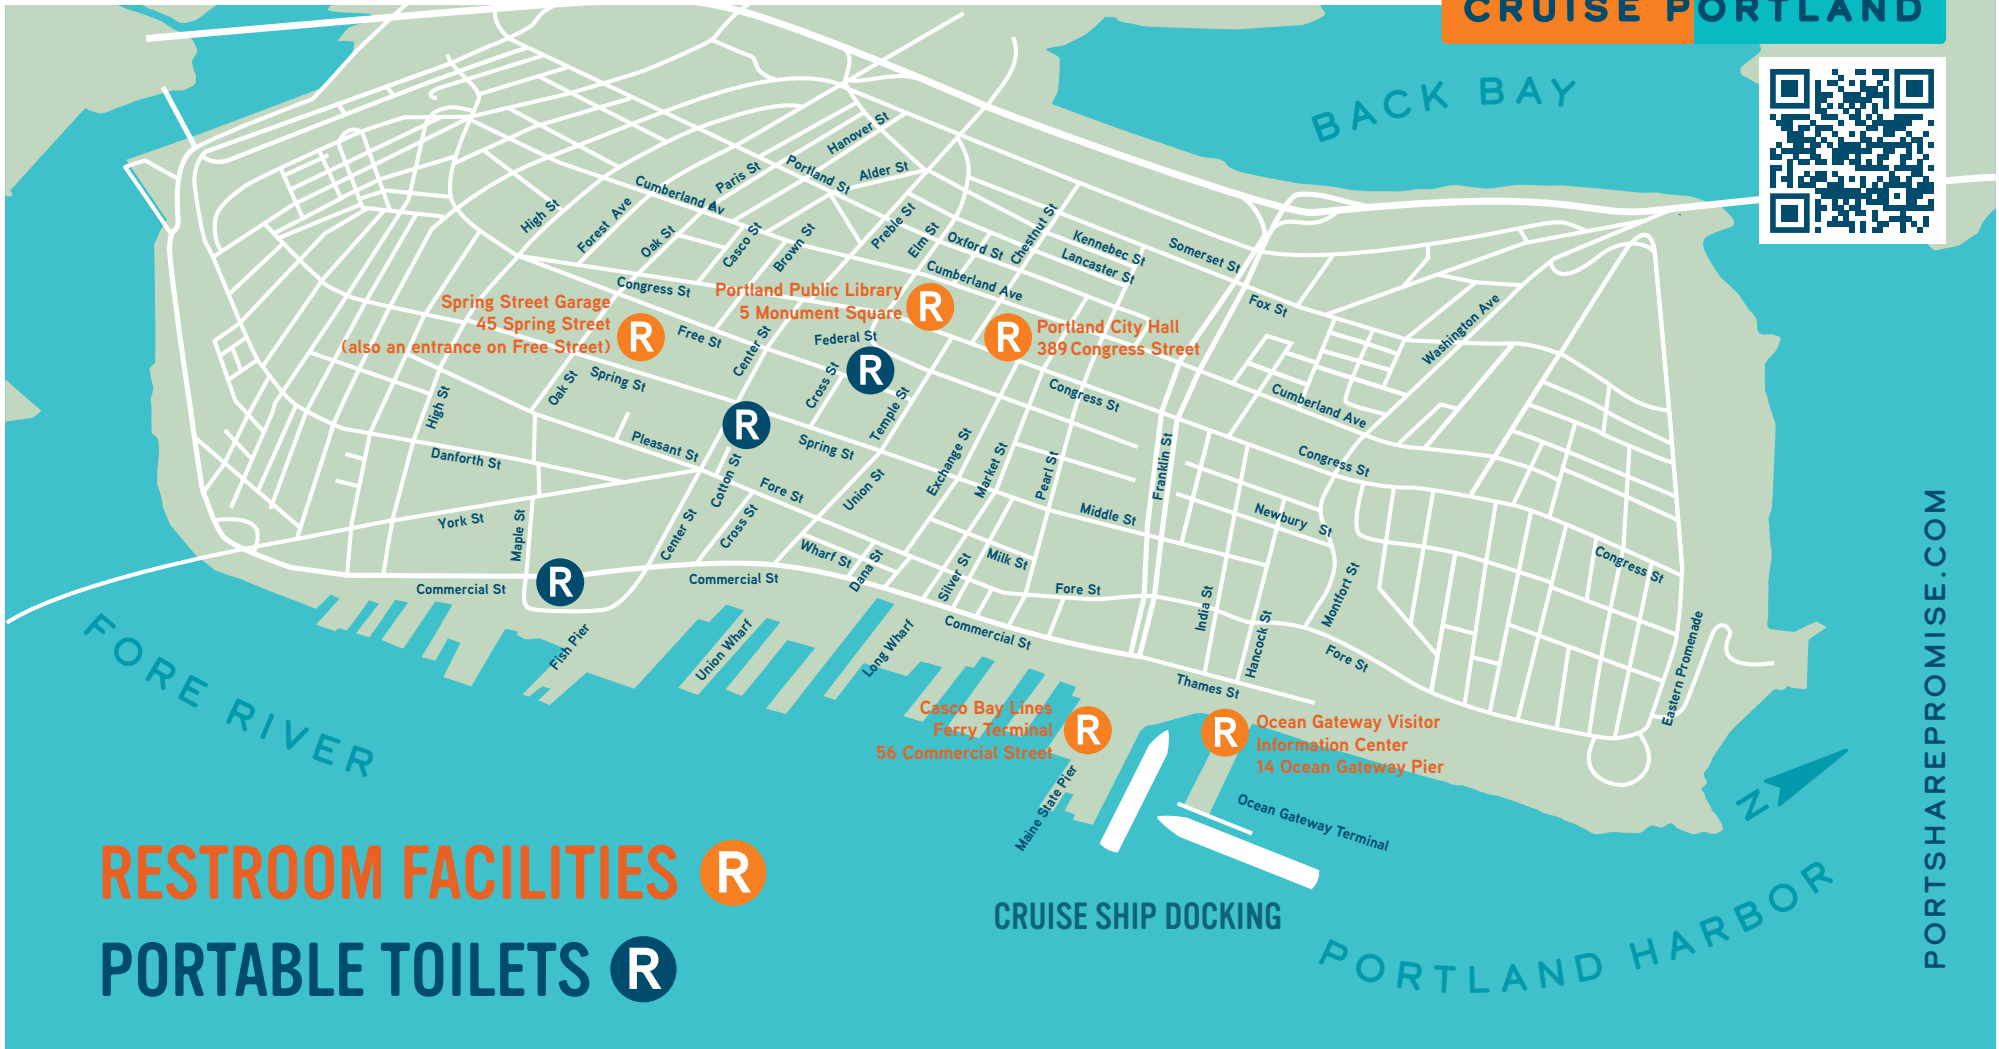 CRUISE PORTLAND
BACK BAY
Hanover St
Portland St
Alder St
Paris St
Cumberland Av
High St
Forest Ave
Oak St
Casco St
Brown St
Preble St
Elm St
Oxford St
Chestnut St
Kennebec St
Lancaster St
Somerset St
Congress St
Cumberland Ave
Fox St
Washington Ave
Spring Street Garage
45 Spring Street
(also an entrance on Free Street)
R
Free St
Center St
Portland Public Library
5 Monument Square
R
Federal St
R
Portland City Hall
389 Congress Street
R
Cross St
Temple St
Spring St
Oak St
High St
Congress St
Cumberland Ave
Congress St
R
Pleasant St
Spring St
Danforth St
Cotton St
Fore St
Union St
Exchange St
Market St
Pearl St
Franklin St
Middle St
Newbury St
York St
Maple St
Center St
Cross St
Wharf St
Dana St
Silver St
Milk St
Fore St
India St
Hancock St
Montfort St
Congress St
R
Commercial St
Commercial St
Commercial St
Fore St
Thames St
Eastern Promenade
Fish Pier
Union Wharf
Long Wharf
Casco Bay Lines
Ferry Terminal
56 Commercial Street
R
R
Ocean Gateway Visitor
Information Center
14 Ocean Gateway Pier
Maine State Pier
Ocean Gateway Terminal
FORE RIVER
N
PORTLAND HARBOR
CRUISE SHIP DOCKING
RESTROOM FACILITIES R
PORTABLE TOILETS R
PORTSHAREPROMISE.COM